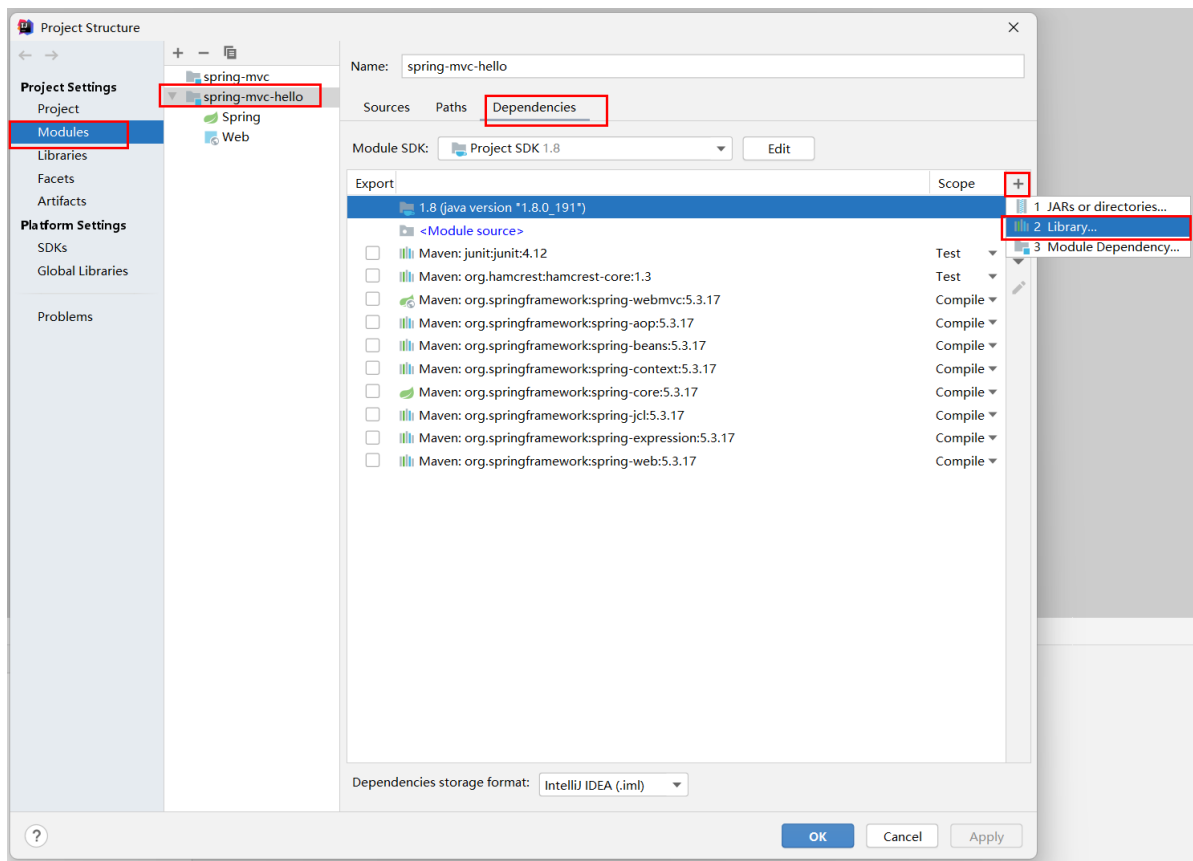 Project Structure
Project Settings
Project
Modules
Libraries
Facets
Artifacts
Platform Settings
SDKs
Global Libraries
Problems
spring-mvc
spring-mvc-hello
Spring
Web
Name: spring-mvc-hello
Sources Paths Dependencies
Module SDK: Project SDK 1.8 Edit
Export Scope
1.8 (java version "1.8.0_191")
<Module source>
Maven: junit:junit:4.12 Test
Maven: org.hamcrest:hamcrest-core:1.3 Test
Maven: org.springframework:spring-webmvc:5.3.17 Compile
Maven: org.springframework:spring-aop:5.3.17 Compile
Maven: org.springframework:spring-beans:5.3.17 Compile
Maven: org.springframework:spring-context:5.3.17 Compile
Maven: org.springframework:spring-core:5.3.17 Compile
Maven: org.springframework:spring-jcl:5.3.17 Compile
Maven: org.springframework:spring-expression:5.3.17 Compile
Maven: org.springframework:spring-web:5.3.17 Compile
1 JARs or directories...
2 Library...
3 Module Dependency...
Dependencies storage format: IntelliJ IDEA (.iml)
? OK Cancel Apply